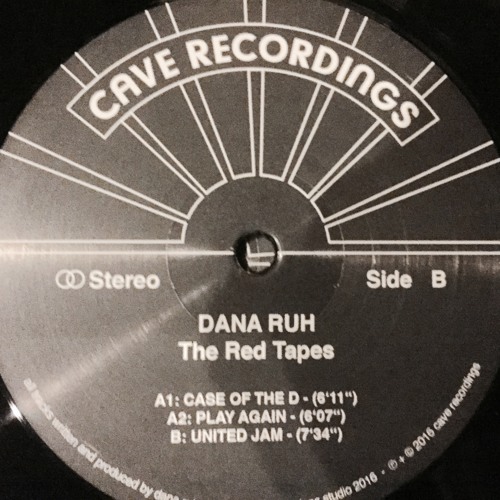 CAVE RECORDINGS
Stereo
Side B
DANA RUH
The Red Tapes
A1: CASE OF THE D - (6'11")
A2: PLAY AGAIN - (6'07")
B: UNITED JAM - (7'34")
all tracks written and produced by dana studio 2016 . ℗ + © 2016 cave recordings